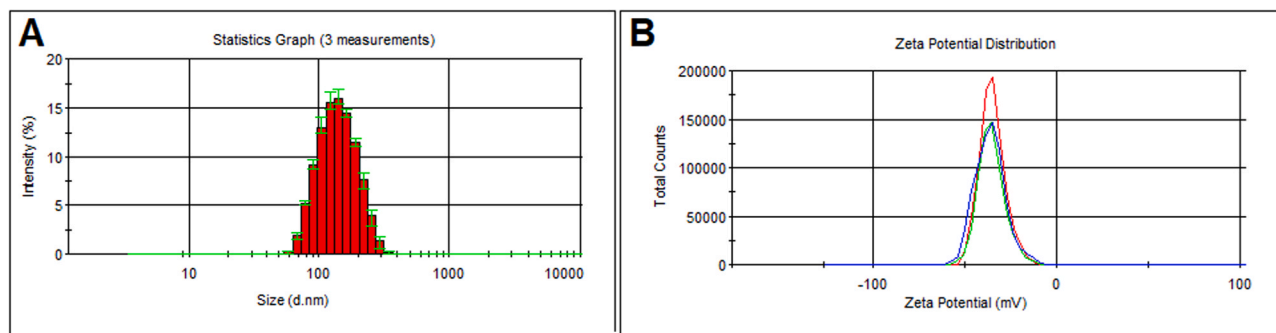 A
Statistics Graph (3 measurements)
20
15
10
5
0
Intensity (%)
10 100 1000 10000
Size (d.nm)
B
Zeta Potential Distribution
200000
150000
100000
50000
0
Total Counts
-100 0 100
Zeta Potential (mV)